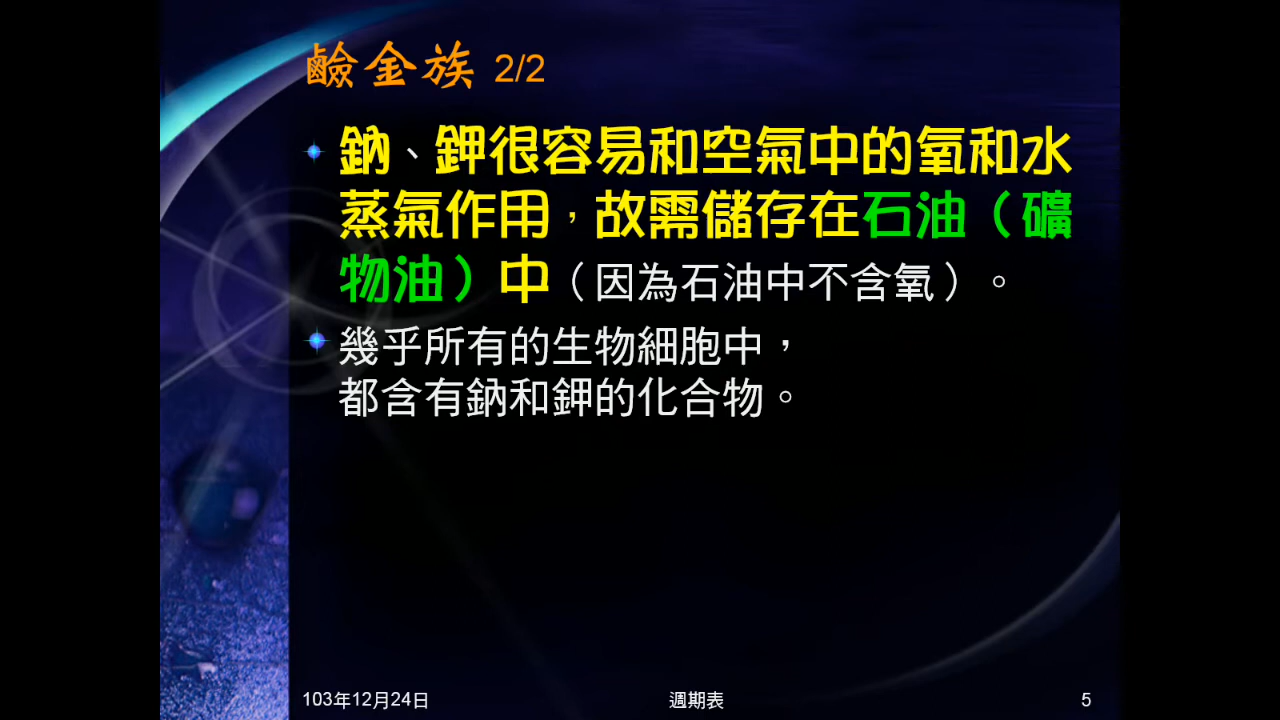 鹼金族 2/2
鈉、鉀很容易和空氣中的氧和水
蒸氣作用，故需儲存在石油（礦
物油）中（因為石油中不含氧）。
幾乎所有的生物細胞中，
都含有鈉和鉀的化合物。
103年12月24日
週期表
5